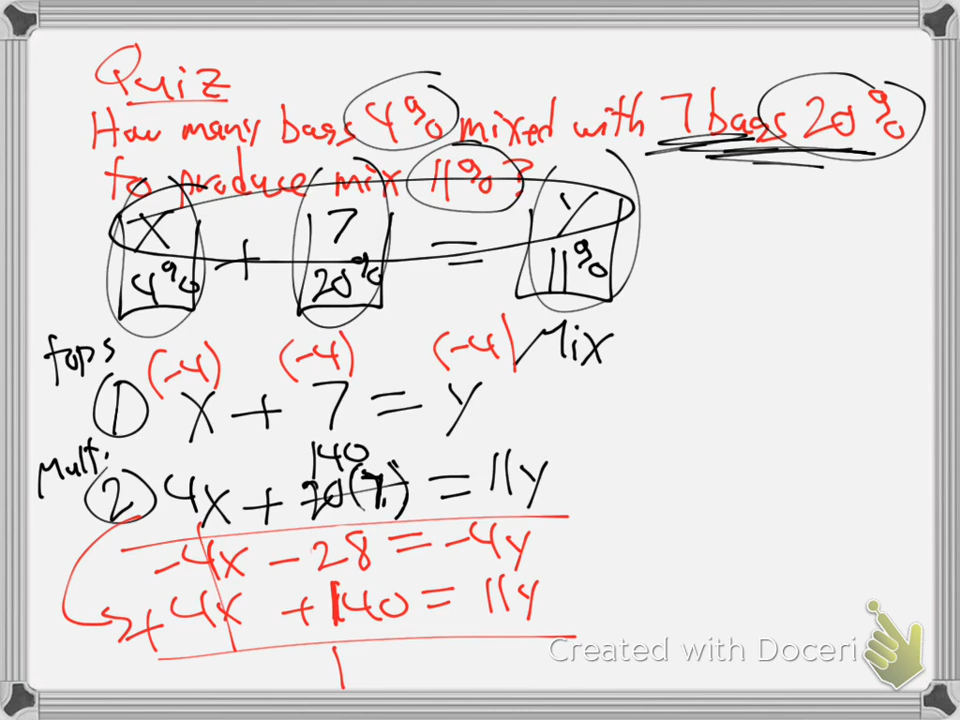 Quiz
How many bags 4% mixed with 7 bags 20%
to produce mix 11%?
X + 7 = Y
4% 20% 11%
Mix
tops (-4) (-4) (-4)
① X + 7 = Y
140
Mult. ② 4X + 20(7) = 11y
-4X - 28 = -4y
+ 4X + 140 = 11y
1
Created with Doceri